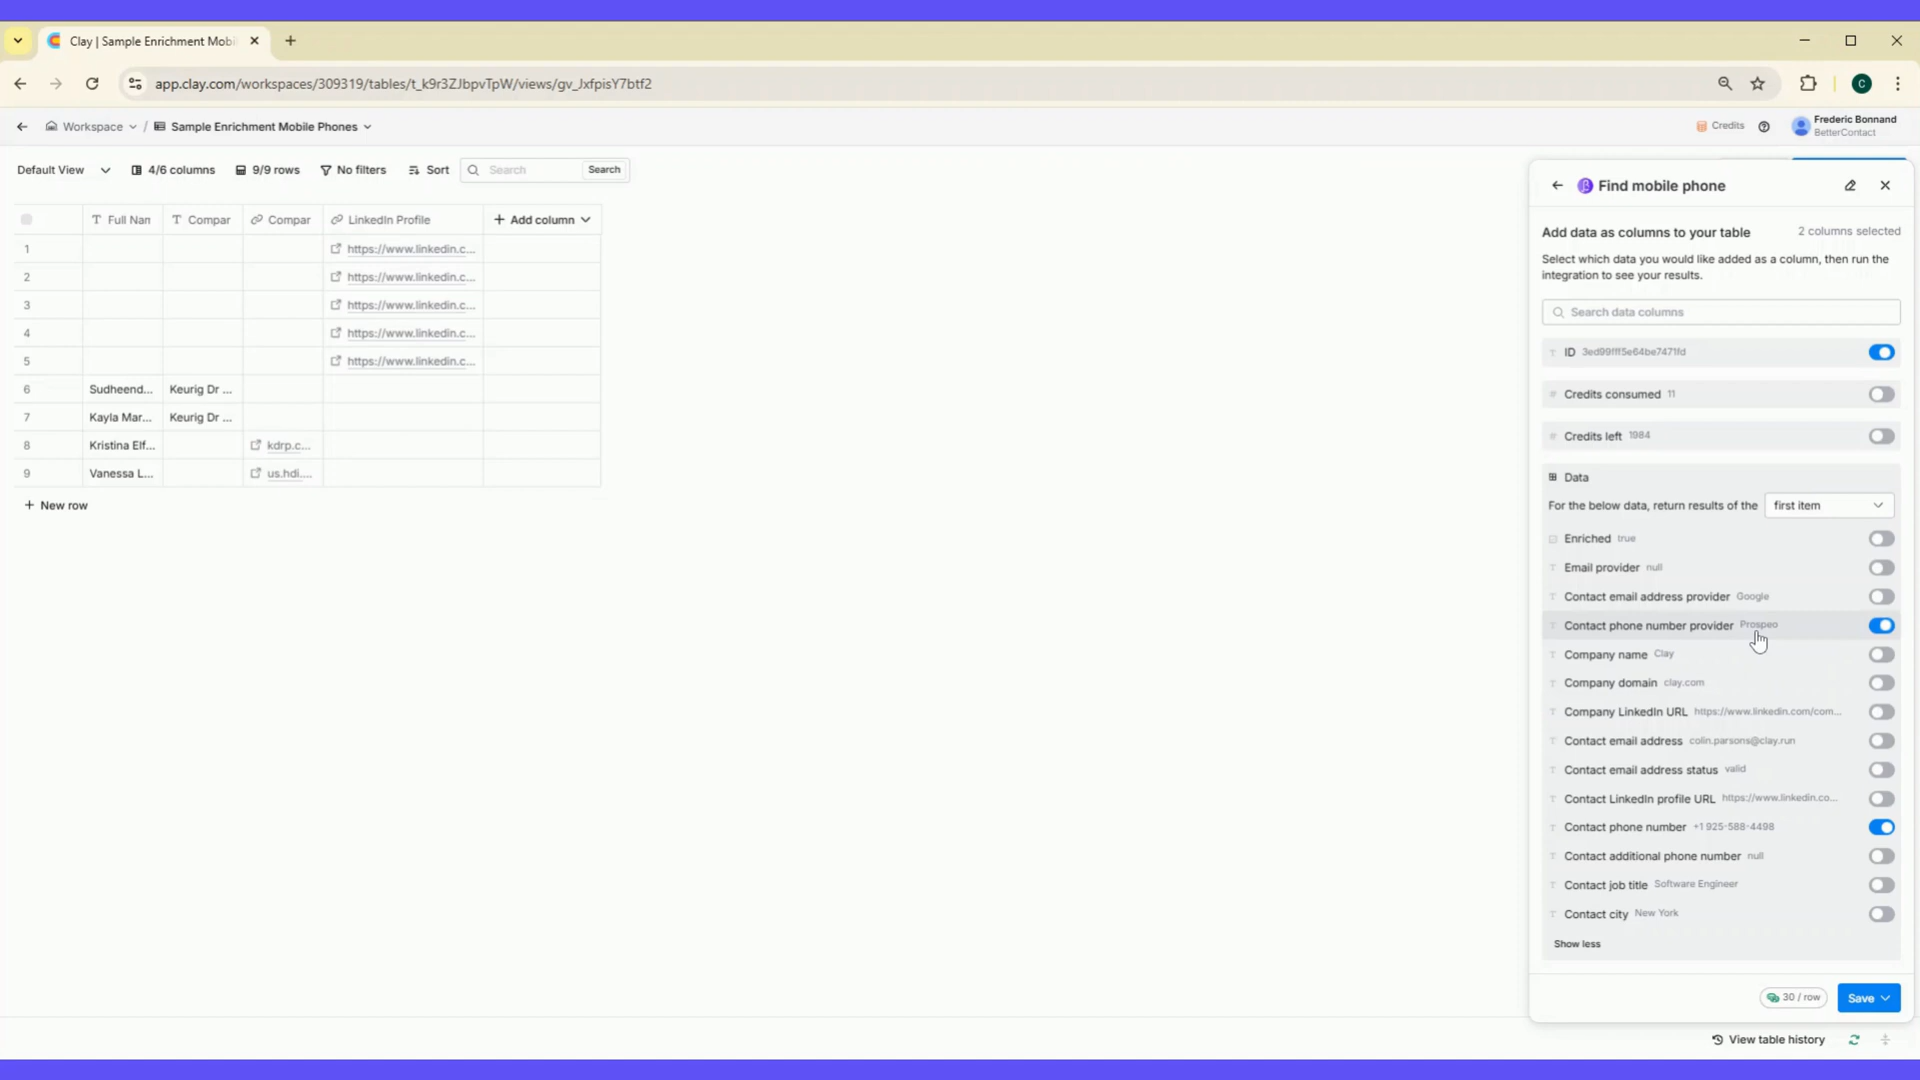 Clay | Sample Enrichment Mobi
app.clay.com/workspaces/309319/tables/t_k9r3ZJbpvTpW/views/gv_JxfpisY7btf2
C
Workspace / Sample Enrichment Mobile Phones
Credits
Frederic Bonnand
BetterContact
Default View 4/6 columns 9/9 rows No filters Sort Search Search
Full Nan Compar Compar LinkedIn Profile + Add column
1 https://www.linkedin.c...
2 https://www.linkedin.c...
3 https://www.linkedin.c...
4 https://www.linkedin.c...
5 https://www.linkedin.c...
6 Sudheend... Keurig Dr ...
7 Kayla Mar... Keurig Dr ...
8 Kristina Elf... kdrp.c...
9 Vanessa L... us.hdi....
+ New row
Find mobile phone
Add data as columns to your table 2 columns selected
Select which data you would like added as a column, then run the
integration to see your results.
Search data columns
ID 3ed99fff5e64be7471fd
Credits consumed 11
Credits left 1984
Data
For the below data, return results of the first item
Enriched true
Email provider null
Contact email address provider Google
Contact phone number provider Prospeo
Company name Clay
Company domain clay.com
Company LinkedIn URL https://www.linkedin.com/com...
Contact email address colin.parsons@clay.run
Contact email address status valid
Contact LinkedIn profile URL https://www.linkedin.co...
Contact phone number +1 925-588-4498
Contact additional phone number null
Contact job title Software Engineer
Contact city New York
Show less
30 / row Save
View table history